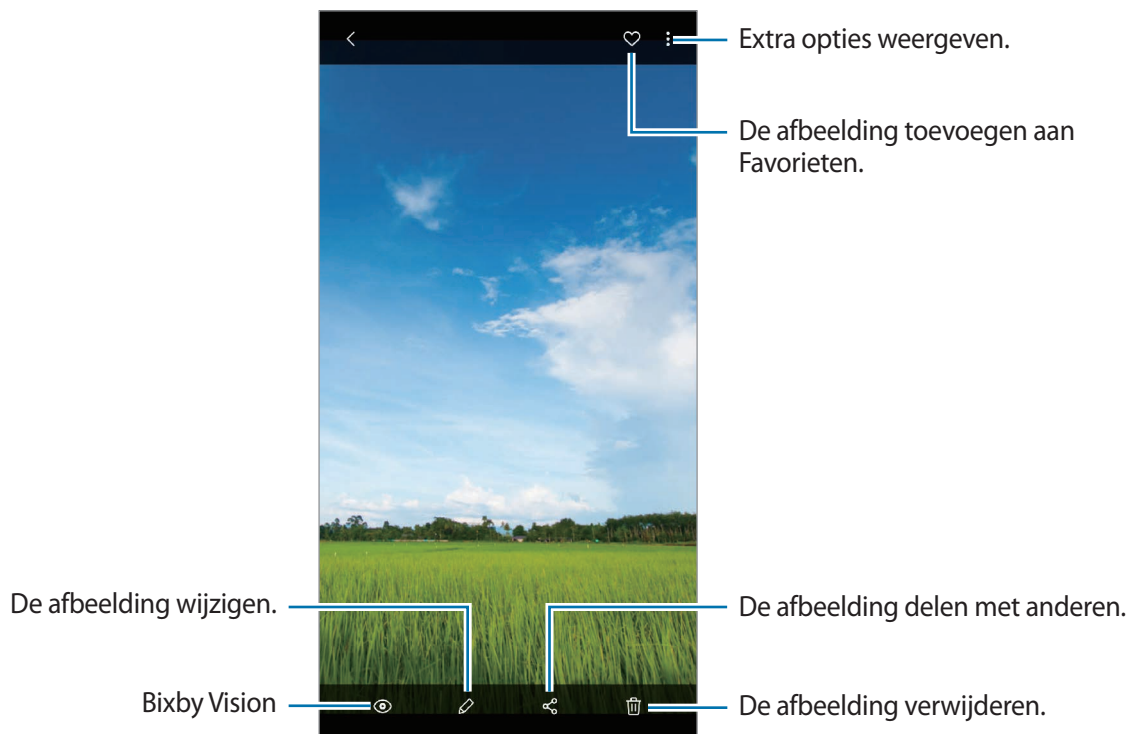 Extra opties weergeven.
De afbeelding toevoegen aan
Favorieten.
De afbeelding wijzigen.
De afbeelding delen met anderen.
Bixby Vision
De afbeelding verwijderen.